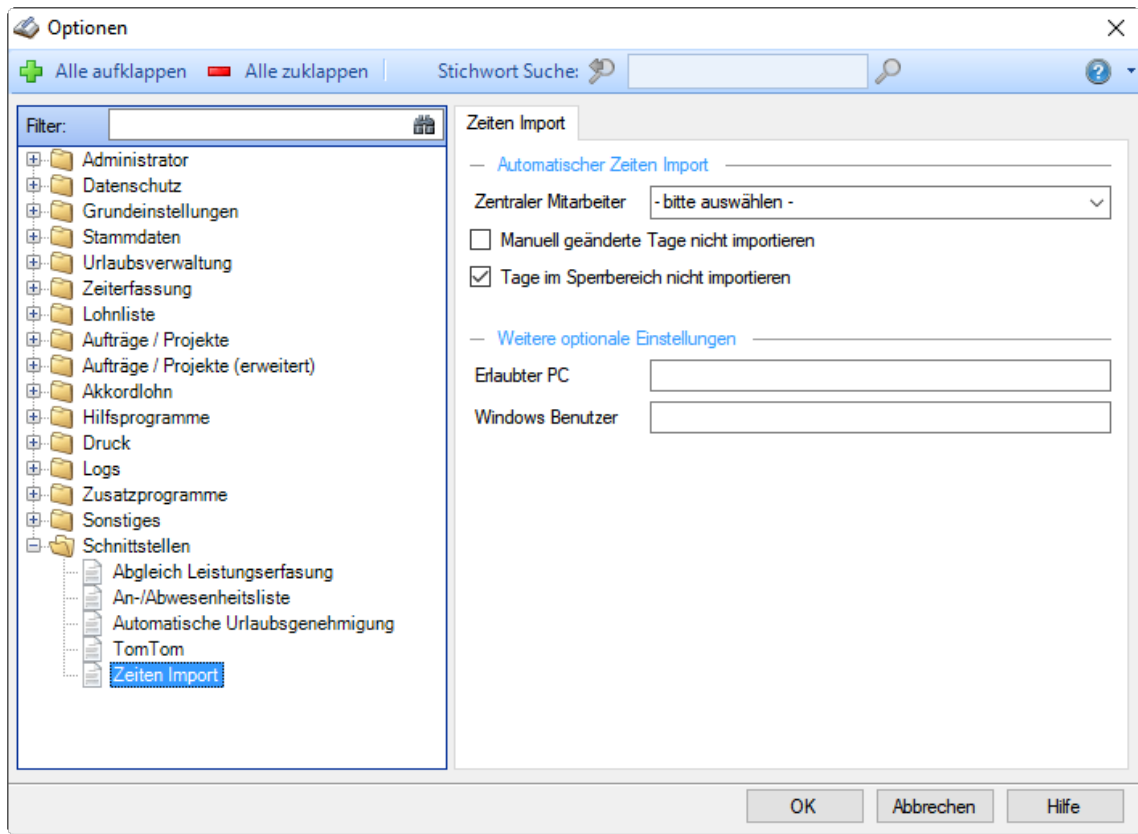 Optionen
Alle aufklappen Alle zuklappen Stichwort Suche:
Filter:
Administrator
Datenschutz
Grundeinstellungen
Stammdaten
Urlaubsverwaltung
Zeiterfassung
Lohnliste
Aufträge / Projekte
Aufträge / Projekte (erweitert)
Akkordlohn
Hilfsprogramme
Druck
Logs
Zusatzprogramme
Sonstiges
Schnittstellen
Abgleich Leistungserfasung
An-/Abwesenheitsliste
Automatische Urlaubsgenehmigung
TomTom
Zeiten Import
Zeiten Import
Automatischer Zeiten Import
Zentraler Mitarbeiter - bitte auswählen -
Manuell geänderte Tage nicht importieren
Tage im Sperrbereich nicht importieren
Weitere optionale Einstellungen
Erlaubter PC
Windows Benutzer
OK Abbrechen Hilfe